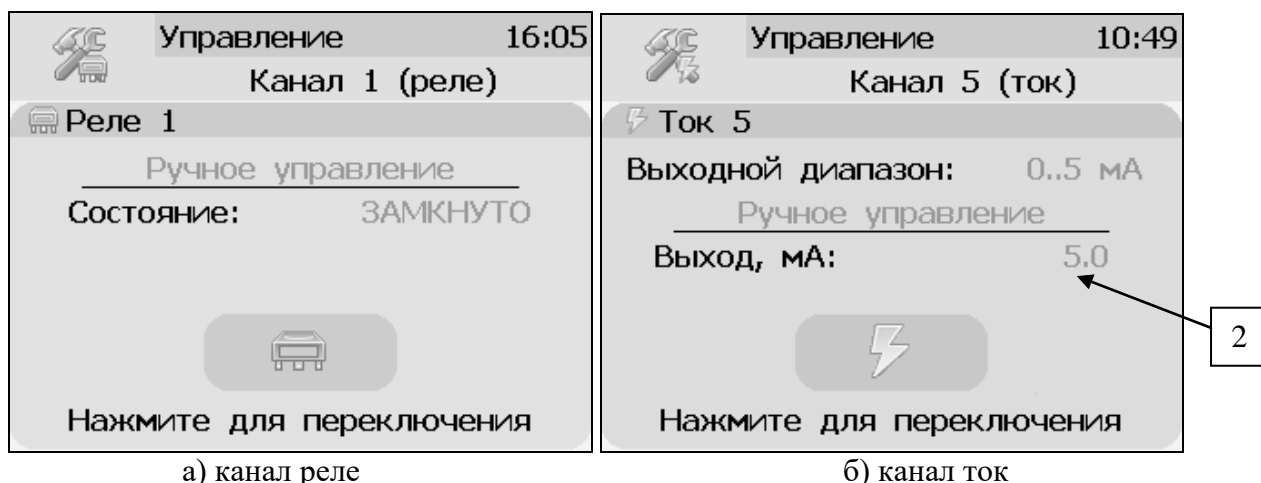 Управление 16:05
Канал 1 (реле)
Реле 1
Ручное управление
Состояние: ЗАМКНУТО
Нажмите для переключения
а) канал реле
Управление 10:49
Канал 5 (ток)
Ток 5
Выходной диапазон: 0..5 мА
Ручное управление
Выход, мА: 5.0
Нажмите для переключения
2
б) канал ток